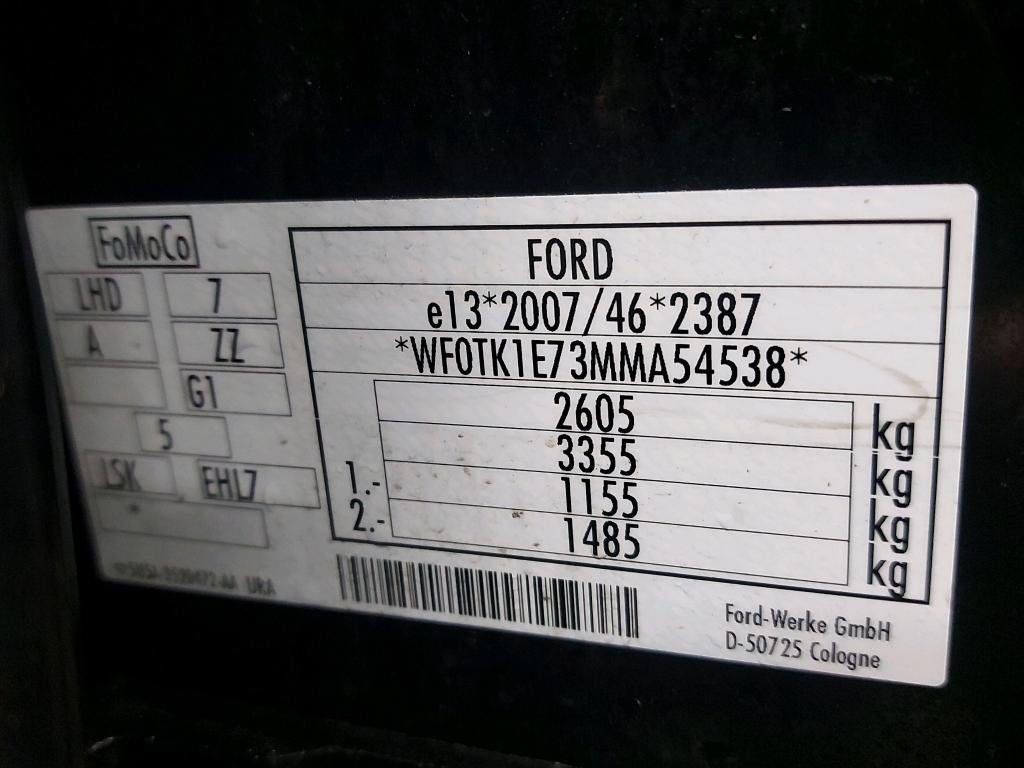 FoMoCo
LHD 7
A ZZ
G1
5
LSK EHL7
FORD
e13*2007/46*2387
*WF0TK1E73MMA54538*
2605 kg
3355 kg
1.- 1155 kg
2.- 1485 kg
URA
Ford-Werke GmbH
D-50725 Cologne